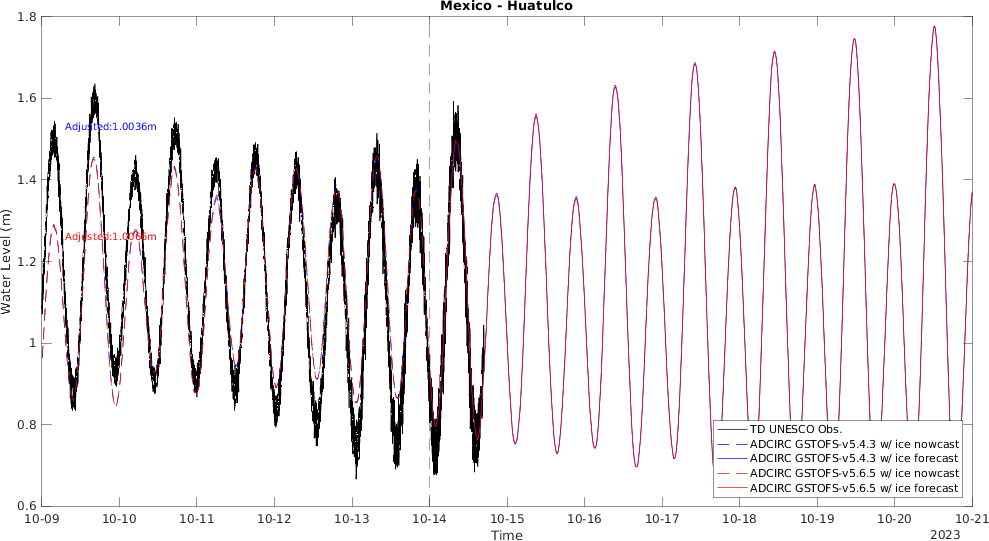 Mexico - Huatulco
1.8
1.6
1.4
1.2
1
0.8
0.6
Water Level (m)
Adjusted:1.0036m
Adjusted:1.0066m
TD UNESCO Obs.
ADCIRC GSTOFS-v5.4.3 w/ ice nowcast
ADCIRC GSTOFS-v5.4.3 w/ ice forecast
ADCIRC GSTOFS-v5.6.5 w/ ice nowcast
ADCIRC GSTOFS-v5.6.5 w/ ice forecast
10-09 10-10 10-11 10-12 10-13 10-14 10-15 10-16 10-17 10-18 10-19 10-20 10-21
Time
2023